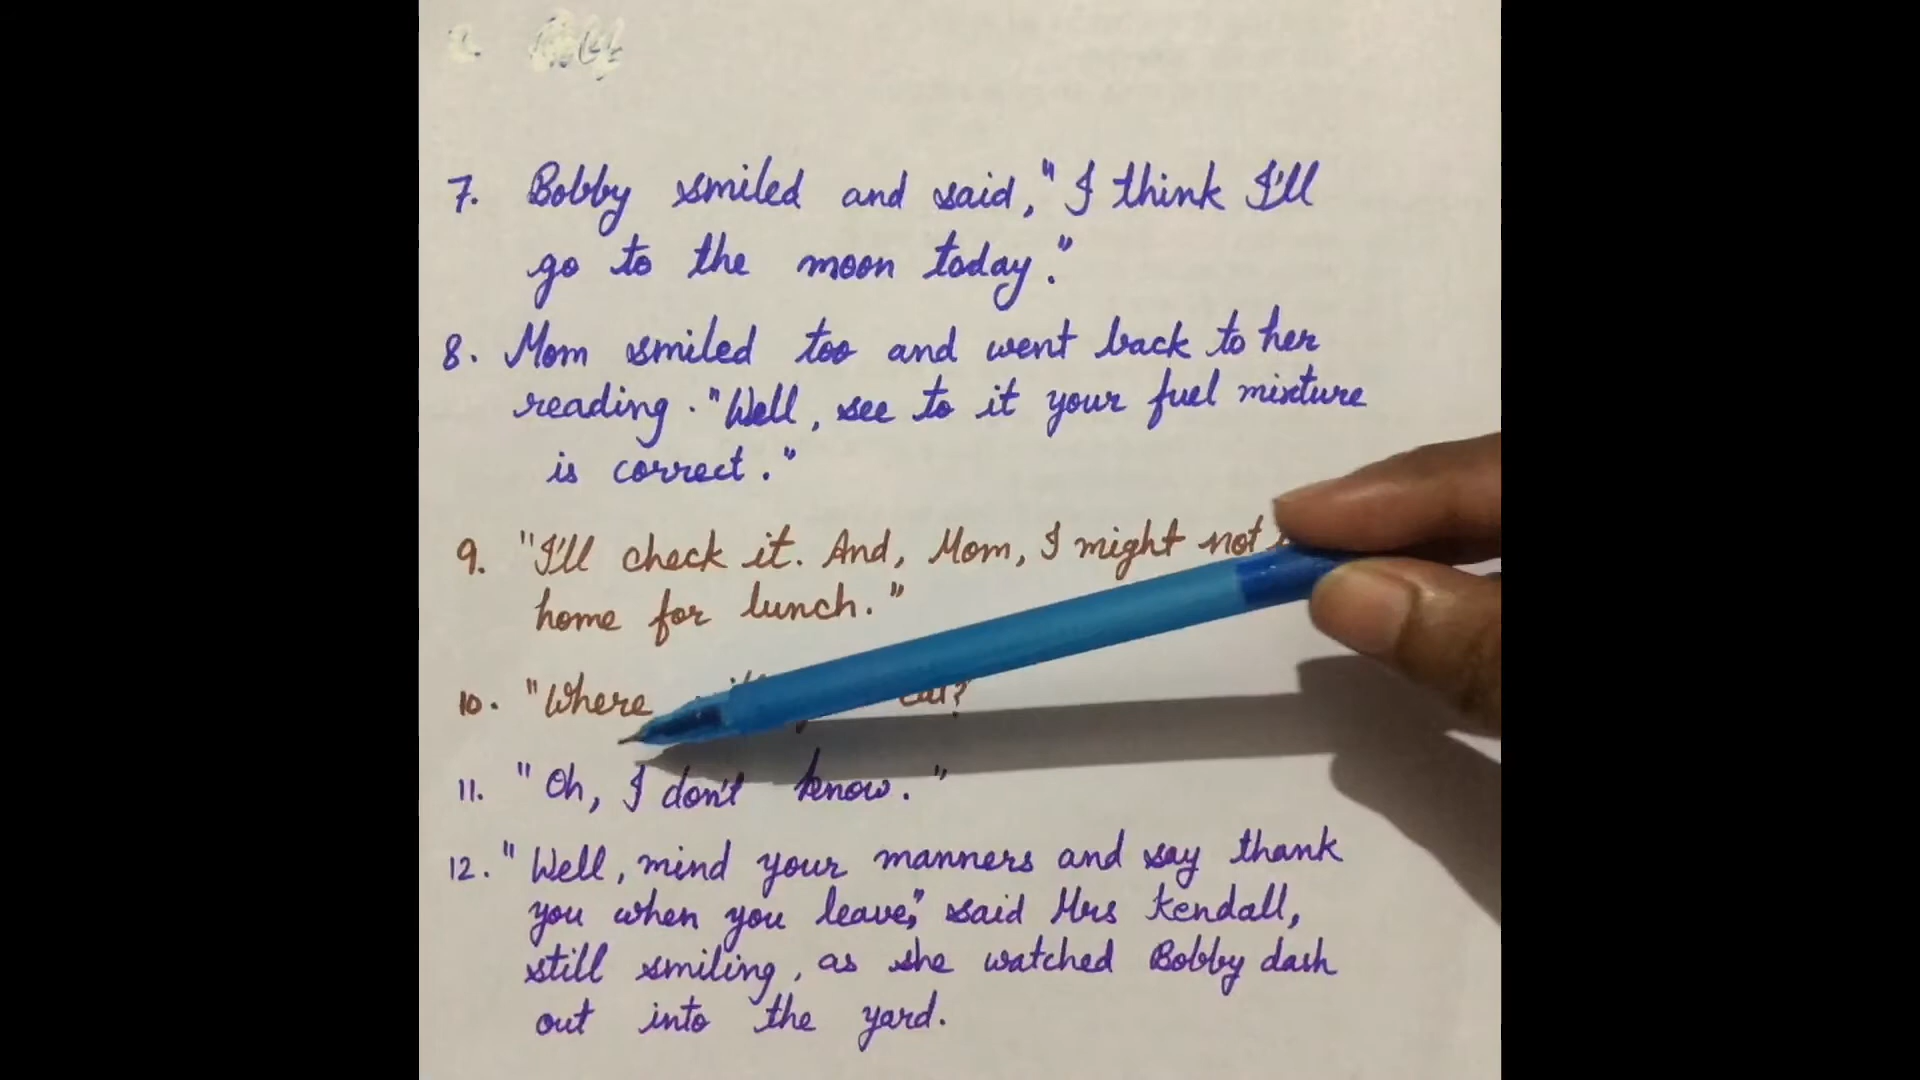 7. Bobby smiled and said, "I think I'll
go to the moon today."
8. Mom smiled too and went back to her
reading. "Well, see to it your fuel mixture
is correct."
9. "I'll check it. And, Mom, I might not
home for lunch."
10. "Where eat?
11. "Oh, I don't know."
12. "Well, mind your manners and say thank
you when you leave," said Mrs Kendall,
still smiling, as she watched Bobby dash
out into the yard.